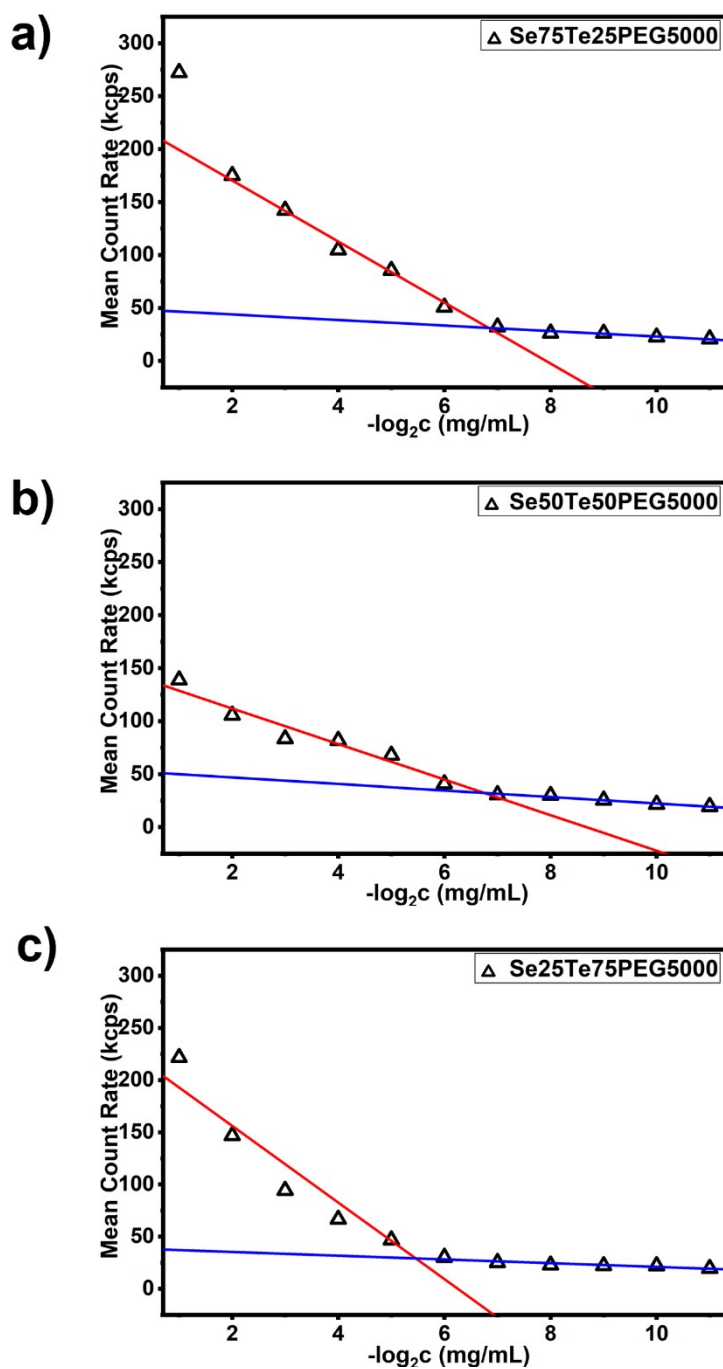 a)
Se75Te25PEG5000
Mean Count Rate (kcps)
300
250
200
150
100
50
0
2 4 6 8 10
-log₂c (mg/mL)
b)
Se50Te50PEG5000
Mean Count Rate (kcps)
300
250
200
150
100
50
0
2 4 6 8 10
-log₂c (mg/mL)
c)
Se25Te75PEG5000
Mean Count Rate (kcps)
300
250
200
150
100
50
0
2 4 6 8 10
-log₂c (mg/mL)